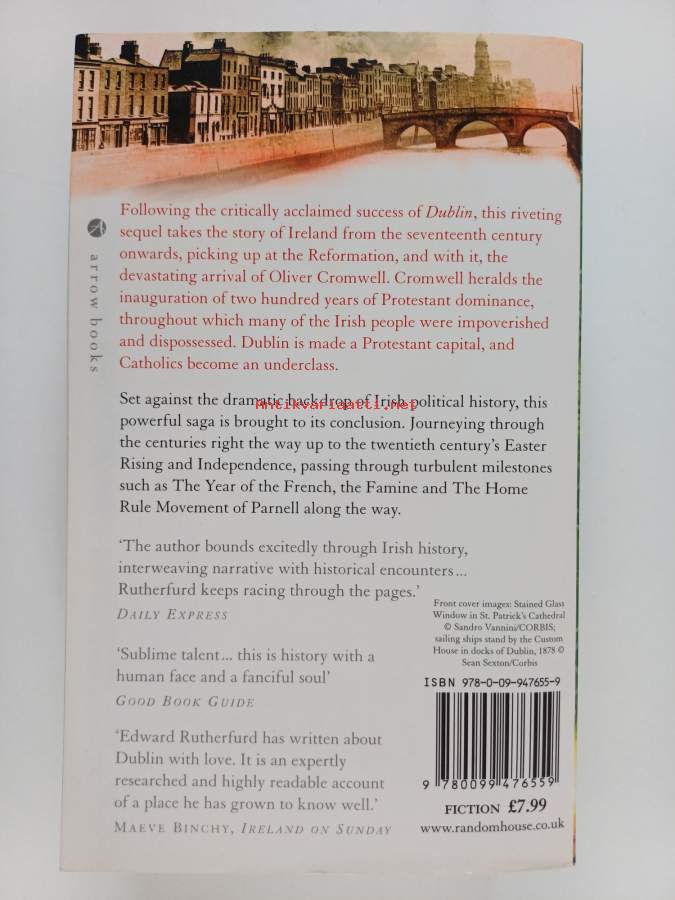 Following the critically acclaimed success of Dublin, this riveting
sequel takes the story of Ireland from the seventeenth century
onwards, picking up at the Reformation, and with it, the
devastating arrival of Oliver Cromwell. Cromwell heralds the
inauguration of two hundred years of Protestant dominance,
throughout which many of the Irish people were impoverished
and dispossessed. Dublin is made a Protestant capital, and
Catholics become an underclass.
arrow books
Set against the dramatic backdrop of Irish political history, this
Antikvariaatti.net
powerful saga is brought to its conclusion. Journeying through
the centuries right the way up to the twentieth century's Easter
Rising and Independence, passing through turbulent milestones
such as The Year of the French, the Famine and The Home
Rule Movement of Parnell along the way.
'The author bounds excitedly through Irish history,
interweaving narrative with historical encounters...
Rutherfurd keeps racing through the pages.'
DAILY EXPRESS
'Sublime talent... this is history with a
human face and a fanciful soul'
GOOD BOOK GUIDE
'Edward Rutherfurd has written about
Dublin with love. It is an expertly
researched and highly readable account
of a place he has grown to know well.'
MAEVE BINCHY, IRELAND ON SUNDAY
Front cover images: Stained Glass
Window in St. Patrick's Cathedral
© Sandro Vannini/CORBIS;
sailing ships stand by the Custom
House in docks of Dublin, 1878 ©
Sean Sexton/Corbis
ISBN 978-0-09-947655-9
9 780099 476559
FICTION £7.99
www.randomhouse.co.uk